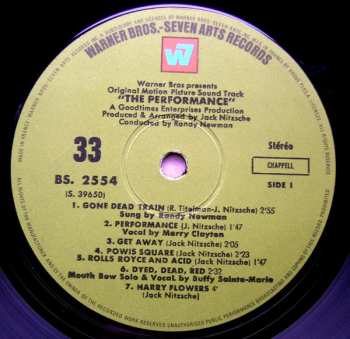 WARNER BROS.-SEVEN ARTS RECORDS
W7
Warner Bros presents
Original Motion Picture Sound Track
"THE PERFORMANCE"
A Goodtimes Enterprises Production
Produced & Arranged by Jack Nitzsche
Conducted by Randy Newman
33
Stéréo
CHAPPELL
BS. 2554
SIDE 1
(S. 39650)
1. GONE DEAD TRAIN (R. Titelman-J. Nitzsche) 2'55
Sung by Randy Newman
2. PERFORMANCE (J. Nitzsche) 1'47
Vocal by Merry Clayton
3. GET AWAY (Jack Nitzsche) 2'05
4. POWIS SQUARE (Jack Nitzsche) 2'23
5. ROLLS ROYCE AND ACID (Jack Nitzsche) 1'47
6. DYED, DEAD, RED 2'32
Mouth Bow Solo & Vocal by Buffy Sainte-Marie
7. HARRY FLOWERS 4'
(Jack Nitzsche)